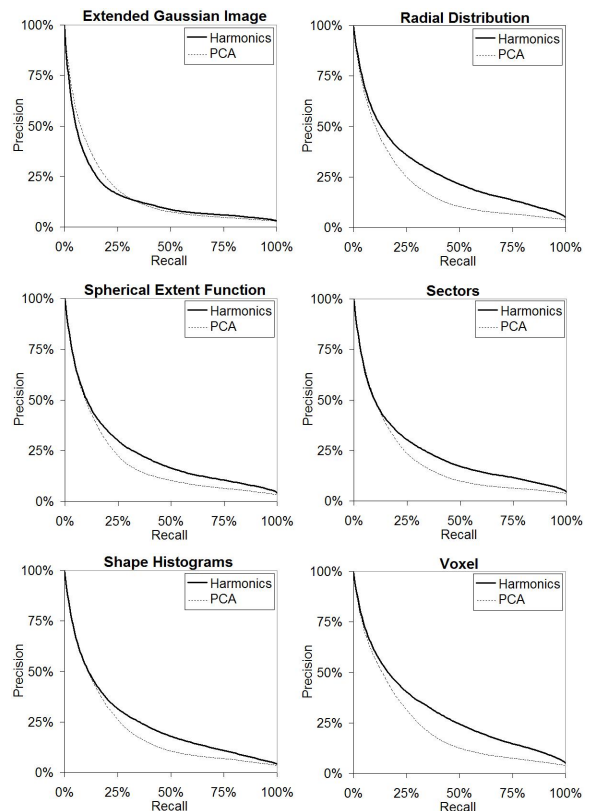 Extended Gaussian Image
100%
75%
50%
25%
0%
Precision
Harmonics
PCA
0% 25% 50% 75% 100%
Recall
Radial Distribution
100%
75%
50%
25%
0%
Precision
Harmonics
PCA
0% 25% 50% 75% 100%
Recall
Spherical Extent Function
100%
75%
50%
25%
0%
Precision
Harmonics
PCA
0% 25% 50% 75% 100%
Recall
Sectors
100%
75%
50%
25%
0%
Precision
Harmonics
PCA
0% 25% 50% 75% 100%
Recall
Shape Histograms
100%
75%
50%
25%
0%
Precision
Harmonics
PCA
0% 25% 50% 75% 100%
Recall
Voxel
100%
75%
50%
25%
0%
Precision
Harmonics
PCA
0% 25% 50% 75% 100%
Recall